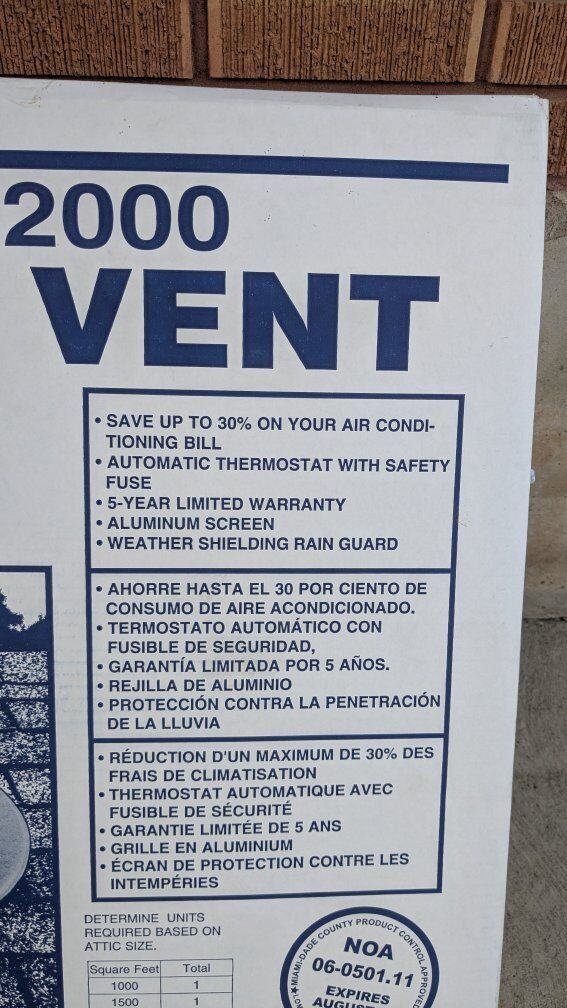 2000
VENT
• SAVE UP TO 30% ON YOUR AIR CONDI-
TIONING BILL
• AUTOMATIC THERMOSTAT WITH SAFETY
FUSE
• 5-YEAR LIMITED WARRANTY
• ALUMINUM SCREEN
• WEATHER SHIELDING RAIN GUARD
• AHORRE HASTA EL 30 POR CIENTO DE
CONSUMO DE AIRE ACONDICIONADO.
• TERMOSTATO AUTOMÁTICO CON
FUSIBLE DE SEGURIDAD,
• GARANTÍA LIMITADA POR 5 AÑOS.
• REJILLA DE ALUMINIO
• PROTECCIÓN CONTRA LA PENETRACIÓN
DE LA LLUVIA
• RÉDUCTION D'UN MAXIMUM DE 30% DES
FRAIS DE CLIMATISATION
• THERMOSTAT AUTOMATIQUE AVEC
FUSIBLE DE SÉCURITÉ
• GARANTIE LIMITÉE DE 5 ANS
• GRILLE EN ALUMINIUM
• ÉCRAN DE PROTECTION CONTRE LES
INTEMPÉRIES
DETERMINE UNITS
REQUIRED BASED ON
ATTIC SIZE.
Square Feet Total
1000 1
1500 1
MIAMI-DADE COUNTY PRODUCT CONTROL APPROVED
NOA
06-0501.11
EXPIRES
AUGUST